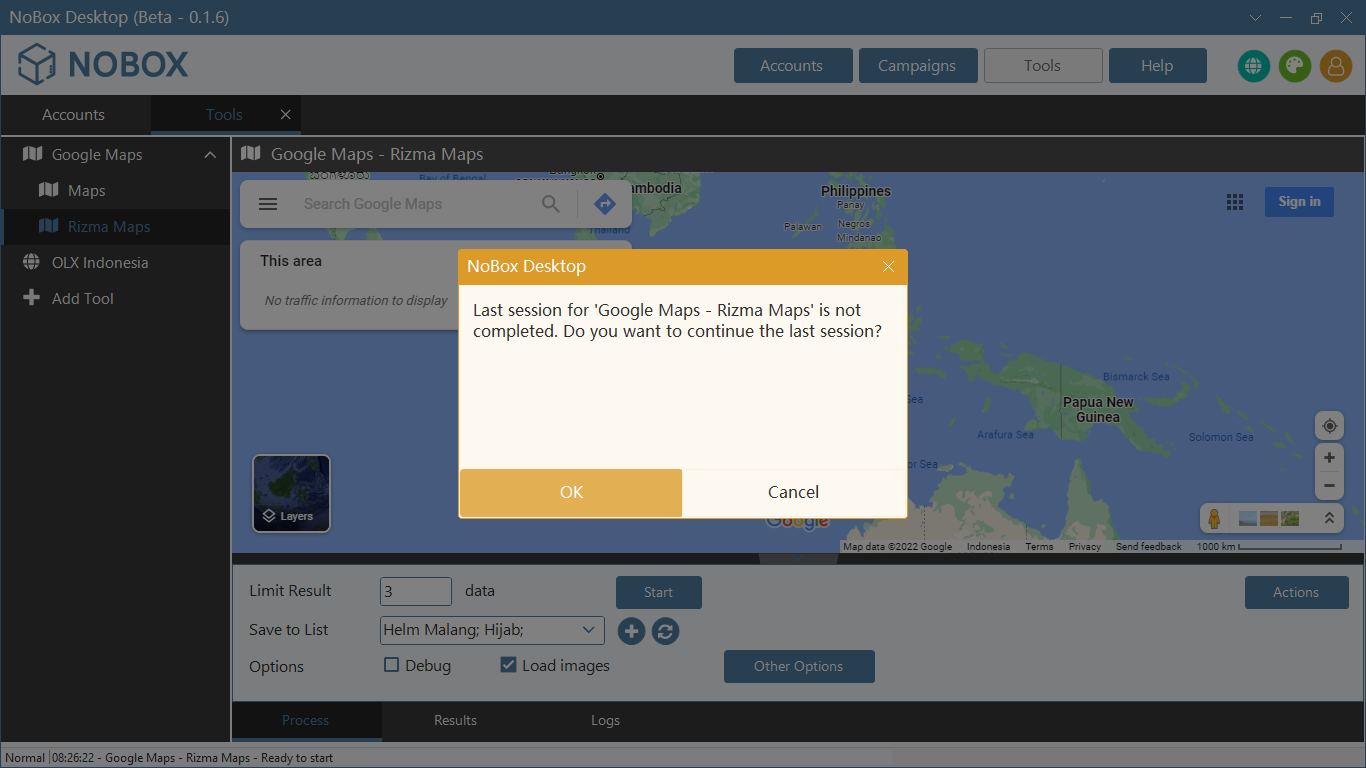 NoBox Desktop (Beta - 0.1.6)
NOBOX
Accounts
Campaigns
Tools
Help
Accounts
Tools
Google Maps
Maps
Rizma Maps
OLX Indonesia
Add Tool
Google Maps - Rizma Maps
Search Google Maps
This area
No traffic information to display
Layers
Bay of Bengal
Thailand
Philippines
Panay
Negros
Palawan
Mindanao
Sign in
Bismarck Sea
Papua New
Guinea
Arafura Sea
Solomon Sea
Google
Map data ©2022 Google
Indonesia
Terms
Privacy
Send feedback
1000 km
NoBox Desktop
Last session for 'Google Maps - Rizma Maps' is not
completed. Do you want to continue the last session?
OK
Cancel
Limit Result
3
data
Start
Actions
Save to List
Helm Malang; Hijab;
Options
Debug
Load images
Other Options
Process
Results
Logs
Normal
08:26:22 - Google Maps - Rizma Maps - Ready to start